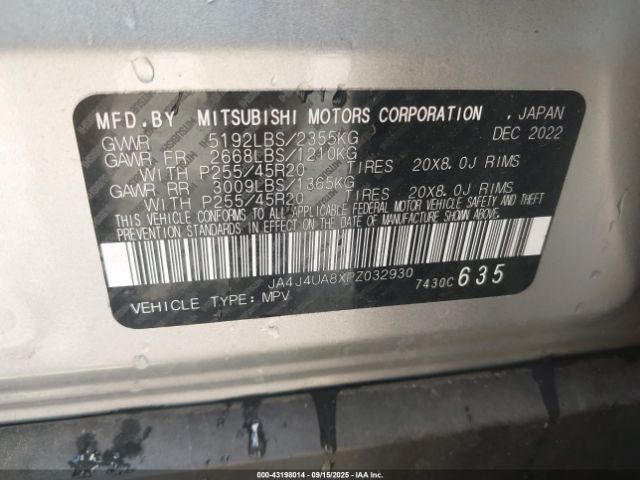 MFD.BY MITSUBISHI MOTORS CORPORATION , JAPAN
GVWR 5192LBS/2355KG DEC 2022
GAWR FR 2668LBS/1210KG
WITH P255/45R20 TIRES 20X8.0J RIMS
GAWR RR 3009LBS/1365KG
WITH P255/45R20 TIRES 20X8.0J RIMS
THIS VEHICLE CONFORMS TO ALL APPLICABLE FEDERAL MOTOR VEHICLE SAFETY AND THEFT
PREVENTION STANDARDS IN EFFECT ON THE DATE OF MANUFACTURE SHOWN ABOVE.
JA4J4UA8XPZ032930 7430C 635
VEHICLE TYPE: MPV
000-43198014 - 09/15/2025 - IAAI.COM